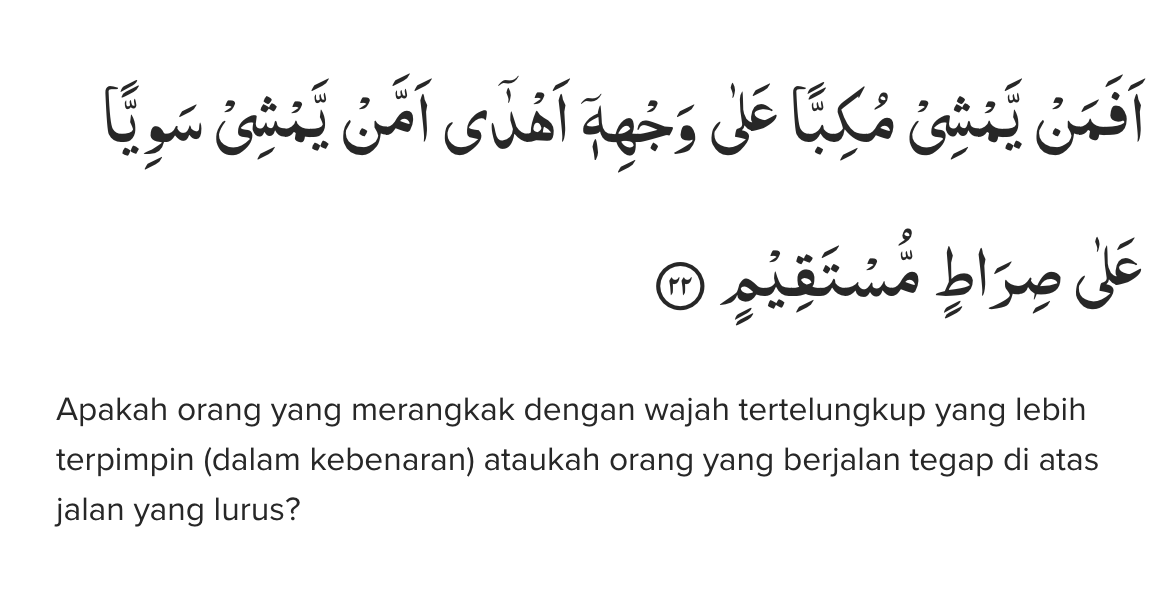 اَفَمَنْ يَّمْشِيْ مُكِبًّا عَلٰى وَجْهِهٖٓ اَهْدٰٓى اَمَّنْ يَّمْشِيْ سَوِيًّا
عَلٰى صِرَاطٍ مُّسْتَقِيْمٍ ٢٢
Apakah orang yang merangkak dengan wajah tertelungkup yang lebih
terpimpin (dalam kebenaran) ataukah orang yang berjalan tegap di atas
jalan yang lurus?